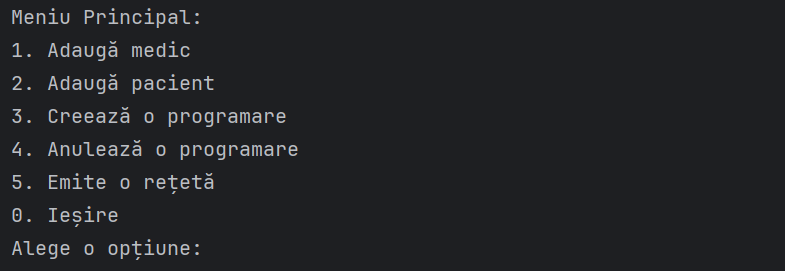 Meniu Principal:
1. Adaugă medic
2. Adaugă pacient
3. Creează o programare
4. Anulează o programare
5. Emite o rețetă
0. Ieșire
Alege o opțiune: